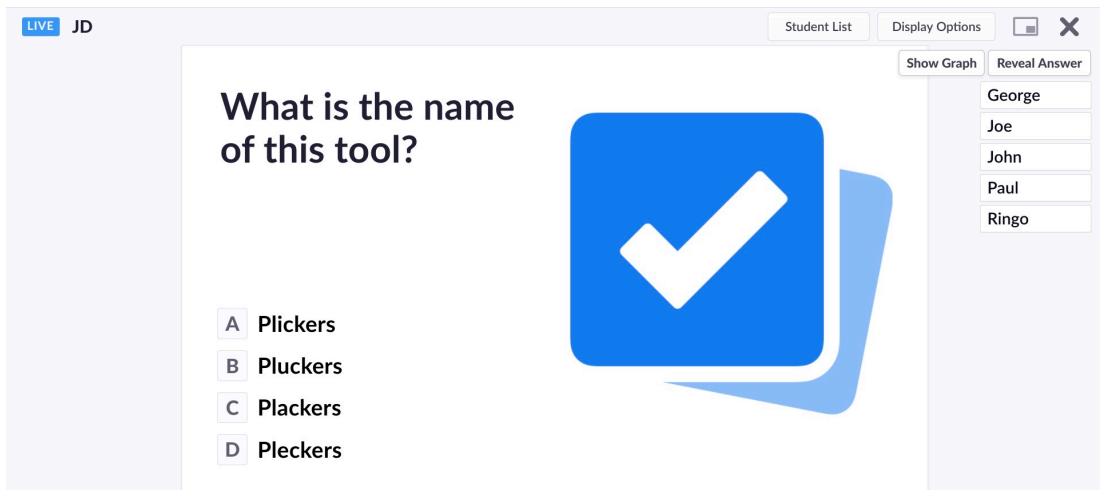 LIVE JD
Student List
Display Options
Show Graph
Reveal Answer
What is the name
of this tool?
A Plickers
B Pluckers
C Plackers
D Pleckers
George
Joe
John
Paul
Ringo